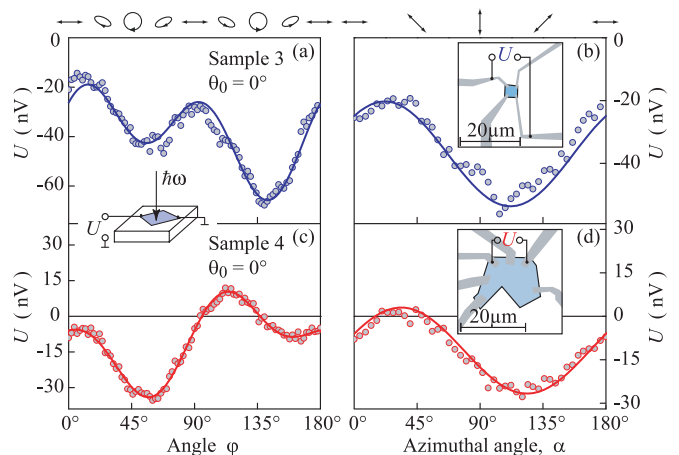 (a)
Sample 3
θ0 = 0°
U ( nV )
0
-20
-40
-60
ħω
U
(b)
U
20µm
0
-20
-40
U ( nV )
(c)
Sample 4
θ0 = 0°
U ( nV )
30
15
0
-15
-30
(d)
U
20µm
30
15
0
-15
-30
U ( nV )
0° 45° 90° 135° 180° 0° 45° 90° 135° 180°
Angle φ Azimuthal angle, α